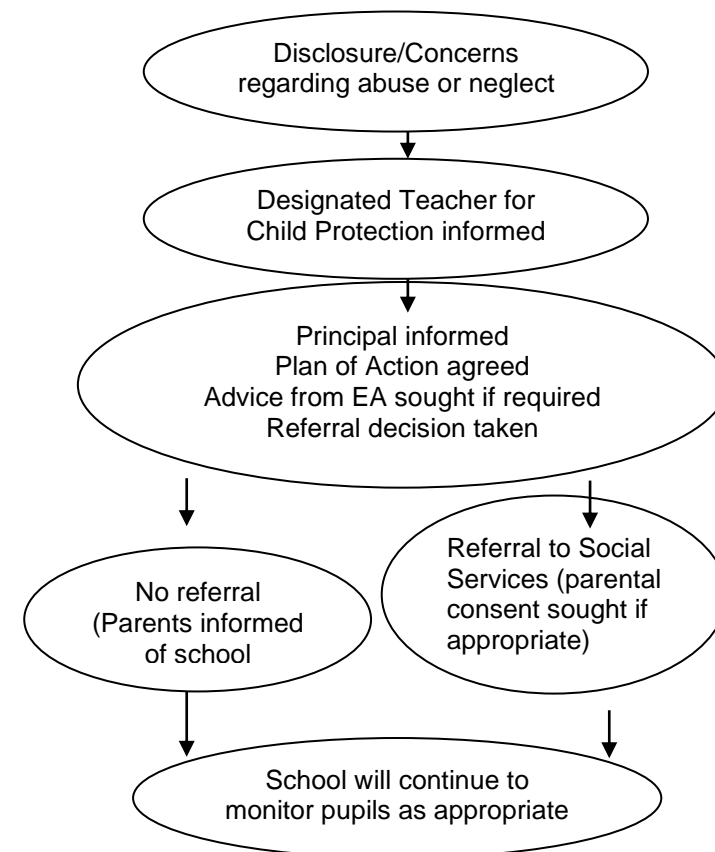 Disclosure/Concerns
regarding abuse or neglect
Designated Teacher for
Child Protection informed
Principal informed
Plan of Action agreed
Advice from EA sought if required
Referral decision taken
No referral
(Parents informed
of school
Referral to Social
Services (parental
consent sought if
appropriate)
School will continue to
monitor pupils as appropriate